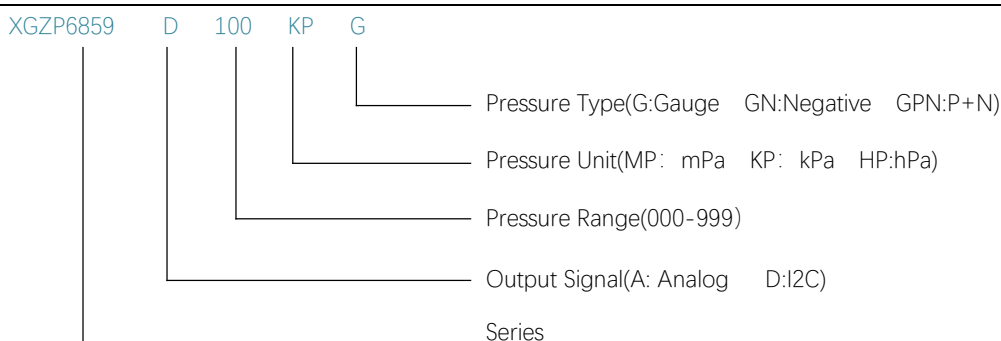 XGZP6859 D 100 KP G
Pressure Type(G:Gauge GN:Negative GPN:P+N)
Pressure Unit(MP：mPa KP：kPa HP:hPa)
Pressure Range(000-999）
Output Signal(A: Analog D:I2C)
Series